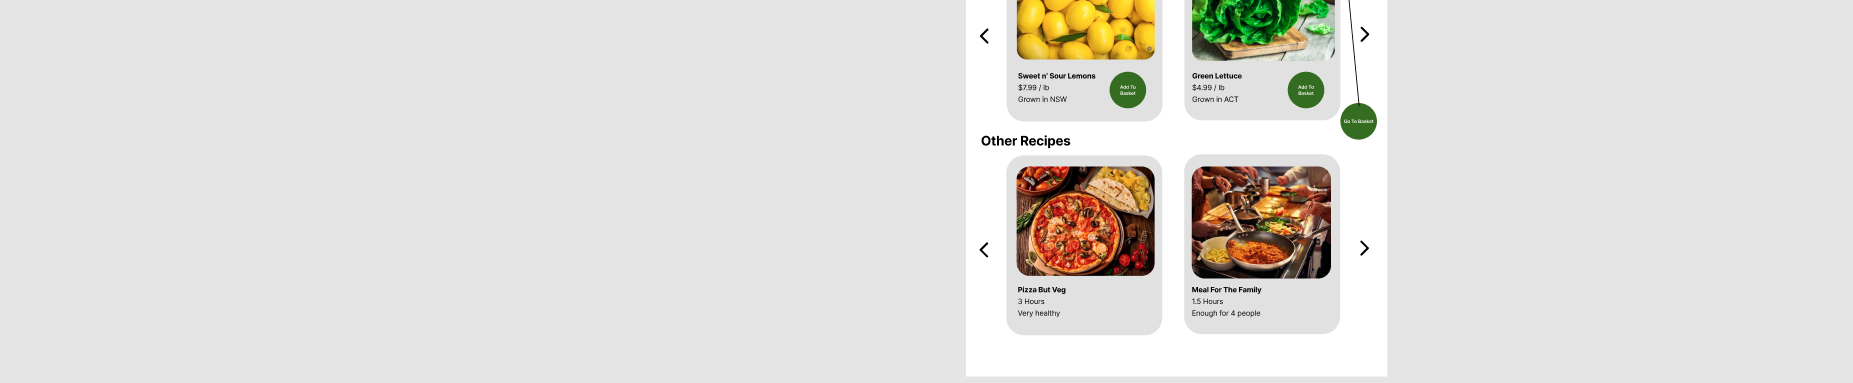 Sweet n' Sour Lemons
$7.99 / lb
Grown in NSW
Add To
Basket
Green Lettuce
$4.99 / lb
Grown in ACT
Add To
Basket
Go To Basket
Other Recipes
Pizza But Veg
3 Hours
Very healthy
Meal For The Family
1.5 Hours
Enough for 4 people